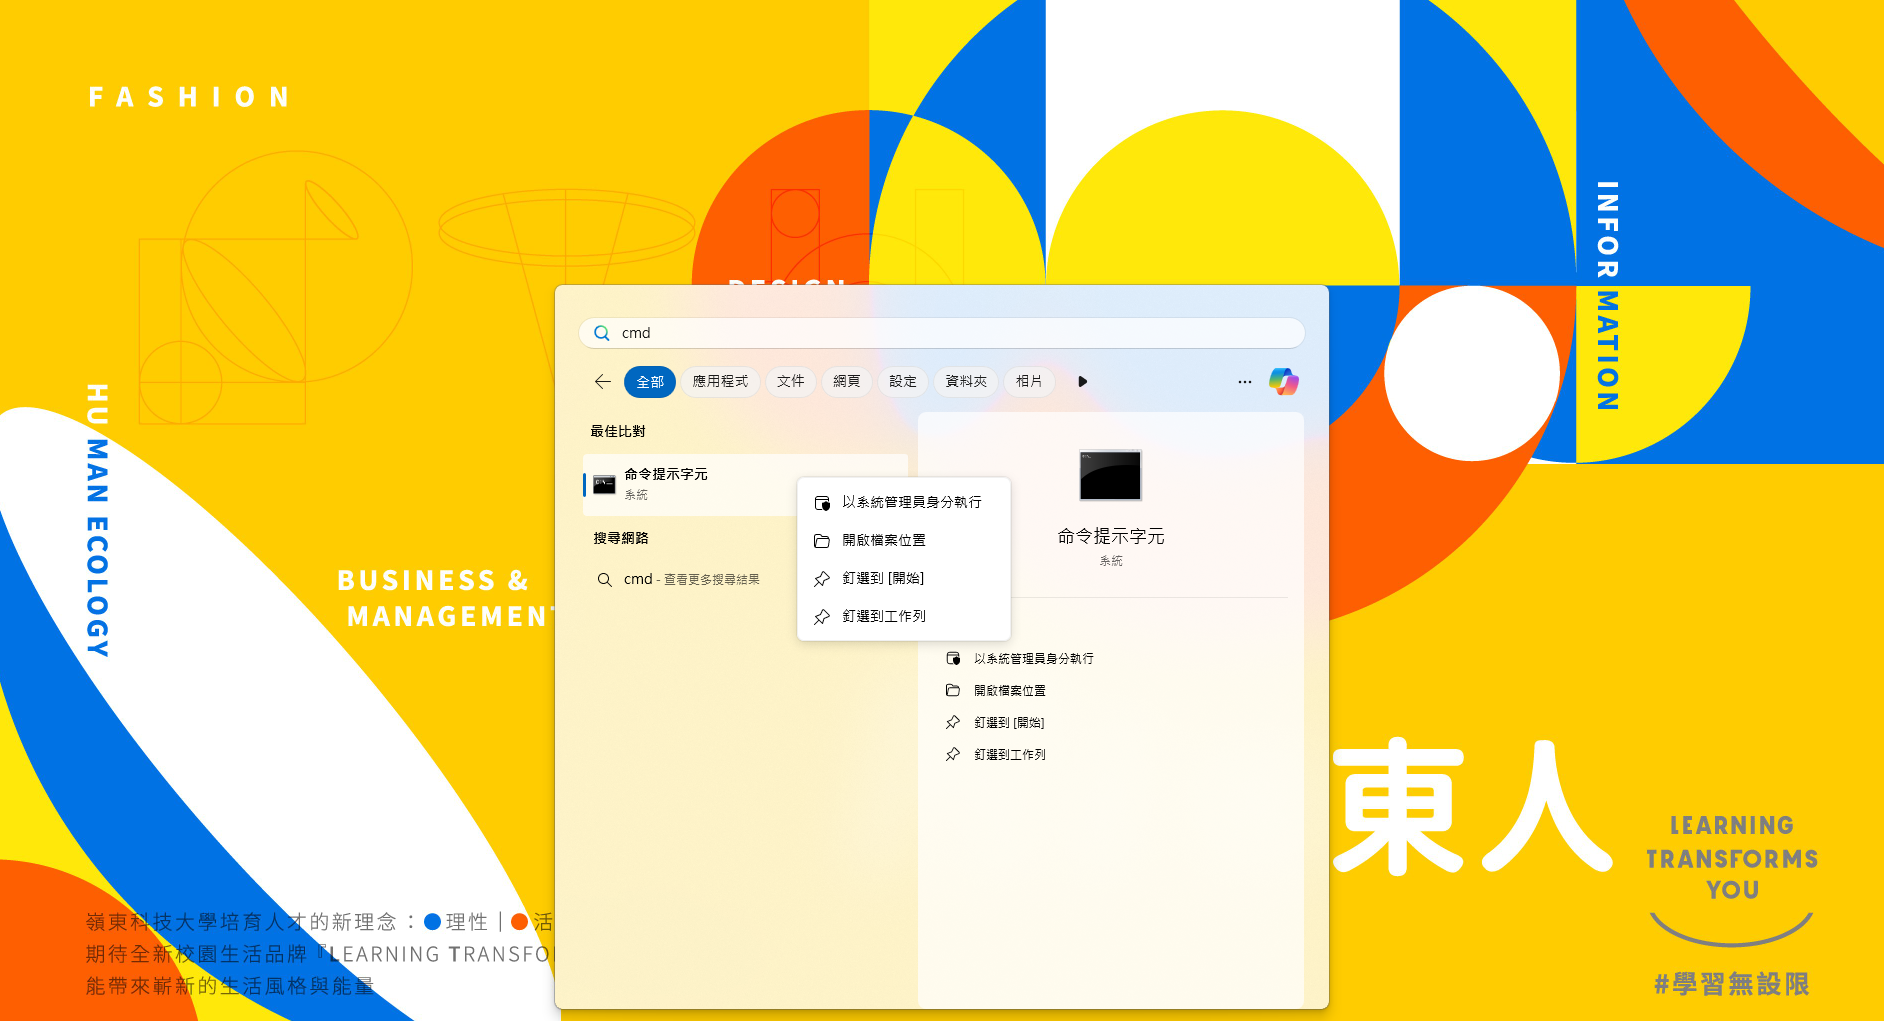 FASHION
DESIGN
INFORMATION
HUMAN ECOLOGY
BUSINESS &
MANAGEMENT
cmd
全部
應用程式
文件
網頁
設定
資料夾
相片
最佳比對
命令提示字元
系統
搜尋網路
cmd - 查看更多搜尋結果
以系統管理員身分執行
開啟檔案位置
釘選到 [開始]
釘選到工作列
命令提示字元
系統
以系統管理員身分執行
開啟檔案位置
釘選到 [開始]
釘選到工作列
東人
LEARNING
TRANSFORMS
YOU
#學習無設限
嶺東科技大學培育人才的新理念：理性｜活
期待全新校園生活品牌『LEARNING TRANSFO
能帶來嶄新的生活風格與能量